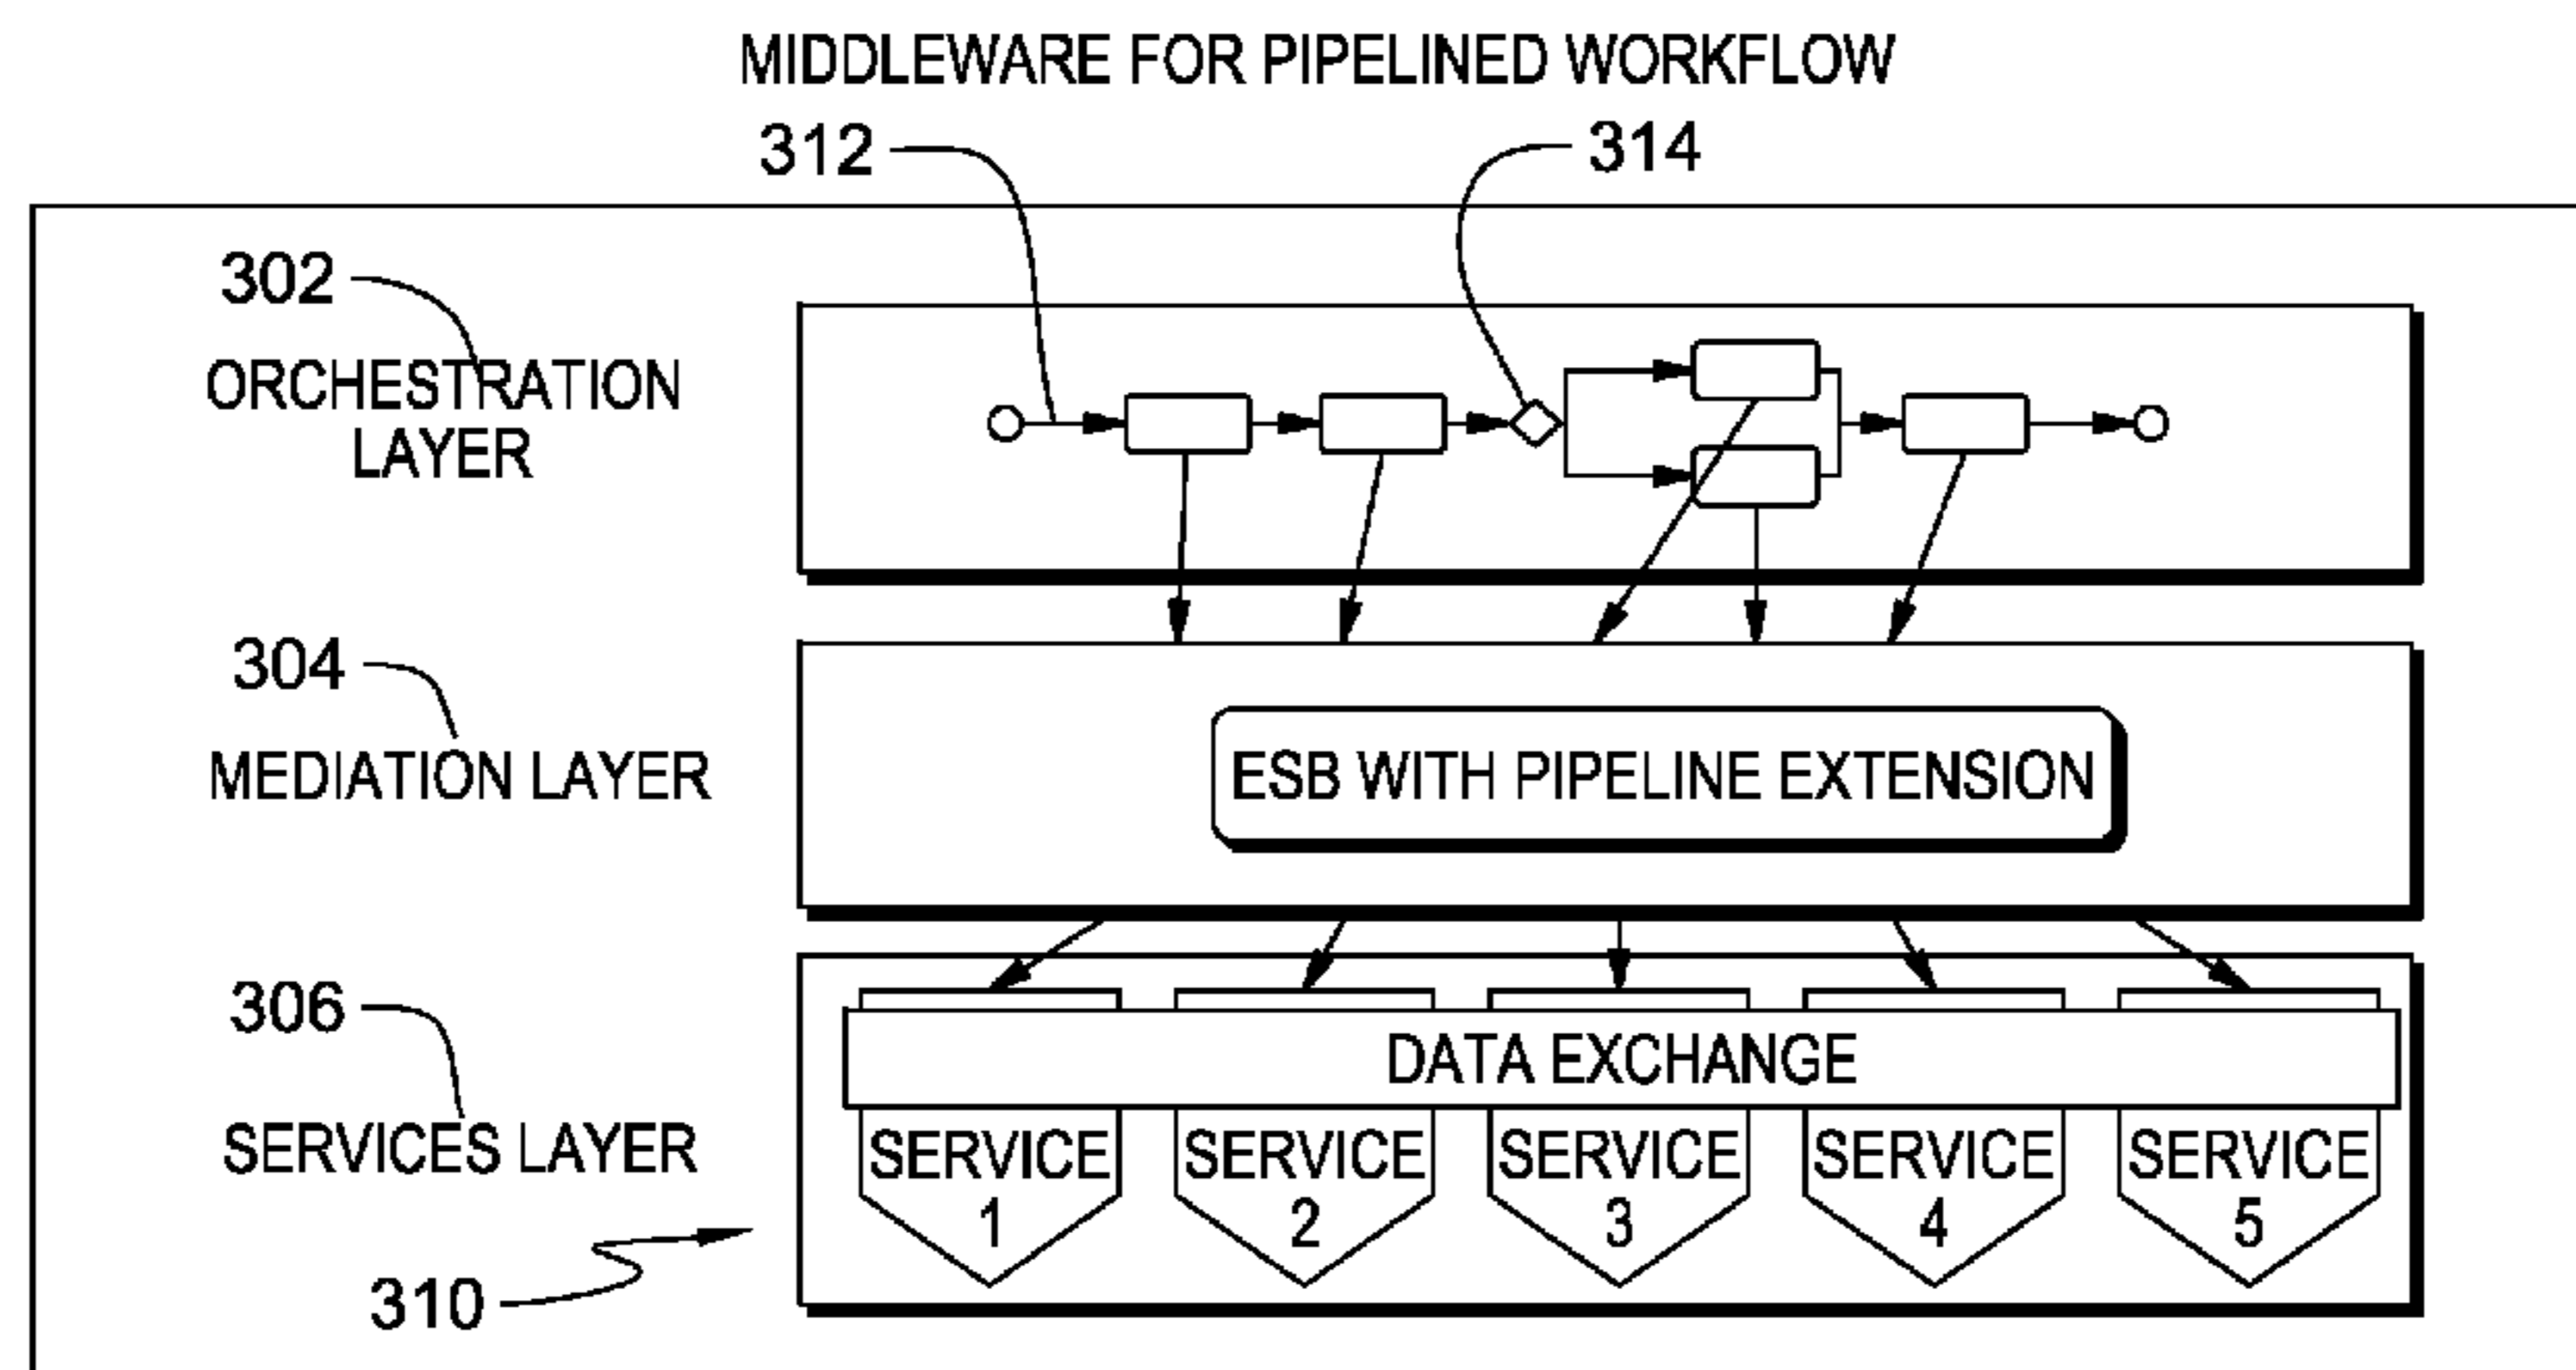 MIDDLEWARE FOR PIPELINED WORKFLOW
312
314
302
ORCHESTRATION
LAYER
304
MEDIATION LAYER
ESB WITH PIPELINE EXTENSION
306
DATA EXCHANGE
SERVICES LAYER
SERVICE
1
SERVICE
2
SERVICE
3
SERVICE
4
SERVICE
5
310